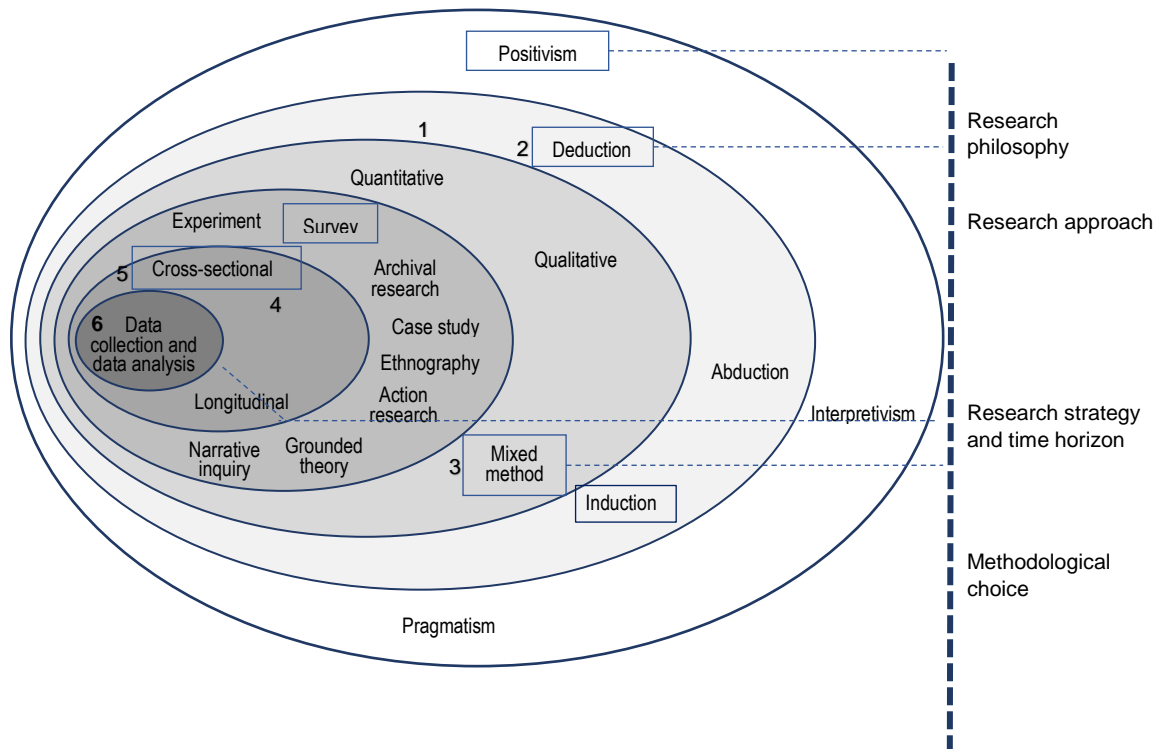 Positivism
Research
philosophy
1
2
Deduction
Quantitative
Research approach
Experiment
Survey
Qualitative
5
Cross-sectional
Archival
research
4
6 Data
collection and
data analysis
Case study
Ethnography
Abduction
Longitudinal
Action
research
Interpretivism
Research strategy
and time horizon
Narrative
inquiry
Grounded
theory
3
Mixed
method
Induction
Methodological
choice
Pragmatism